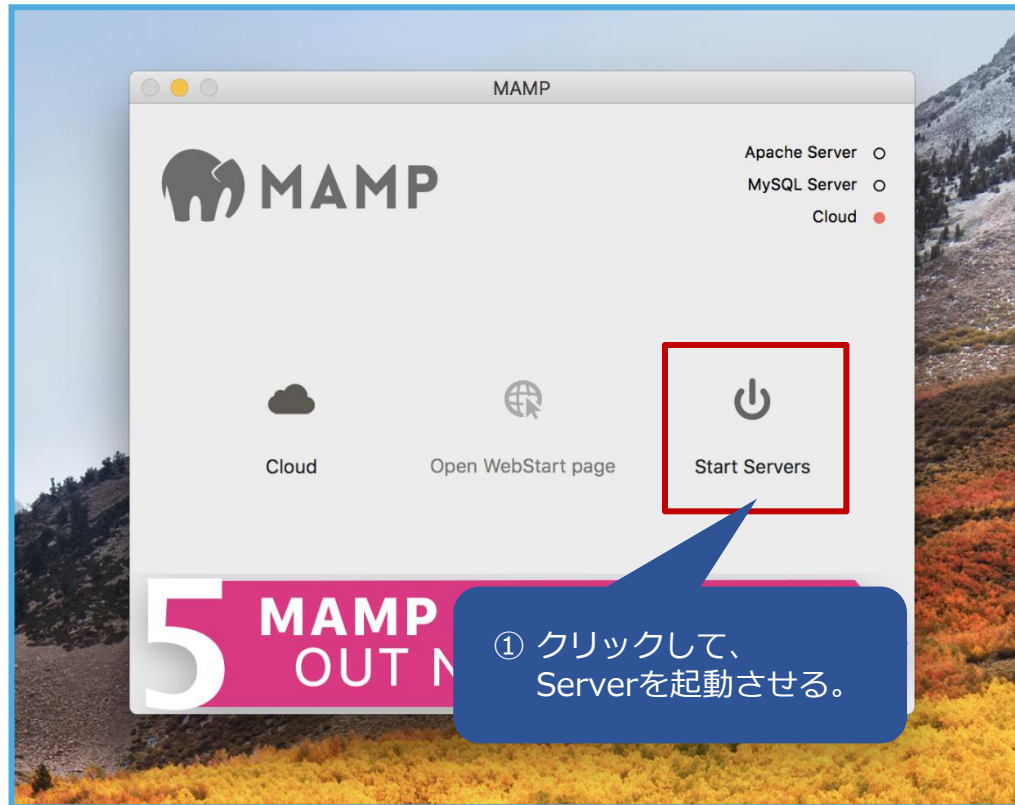 MAMP
MAMP
Apache Server
MySQL Server
Cloud
Cloud
Open WebStart page
Start Servers
5
MAMP
OUT
① クリックして、
Serverを起動させる。